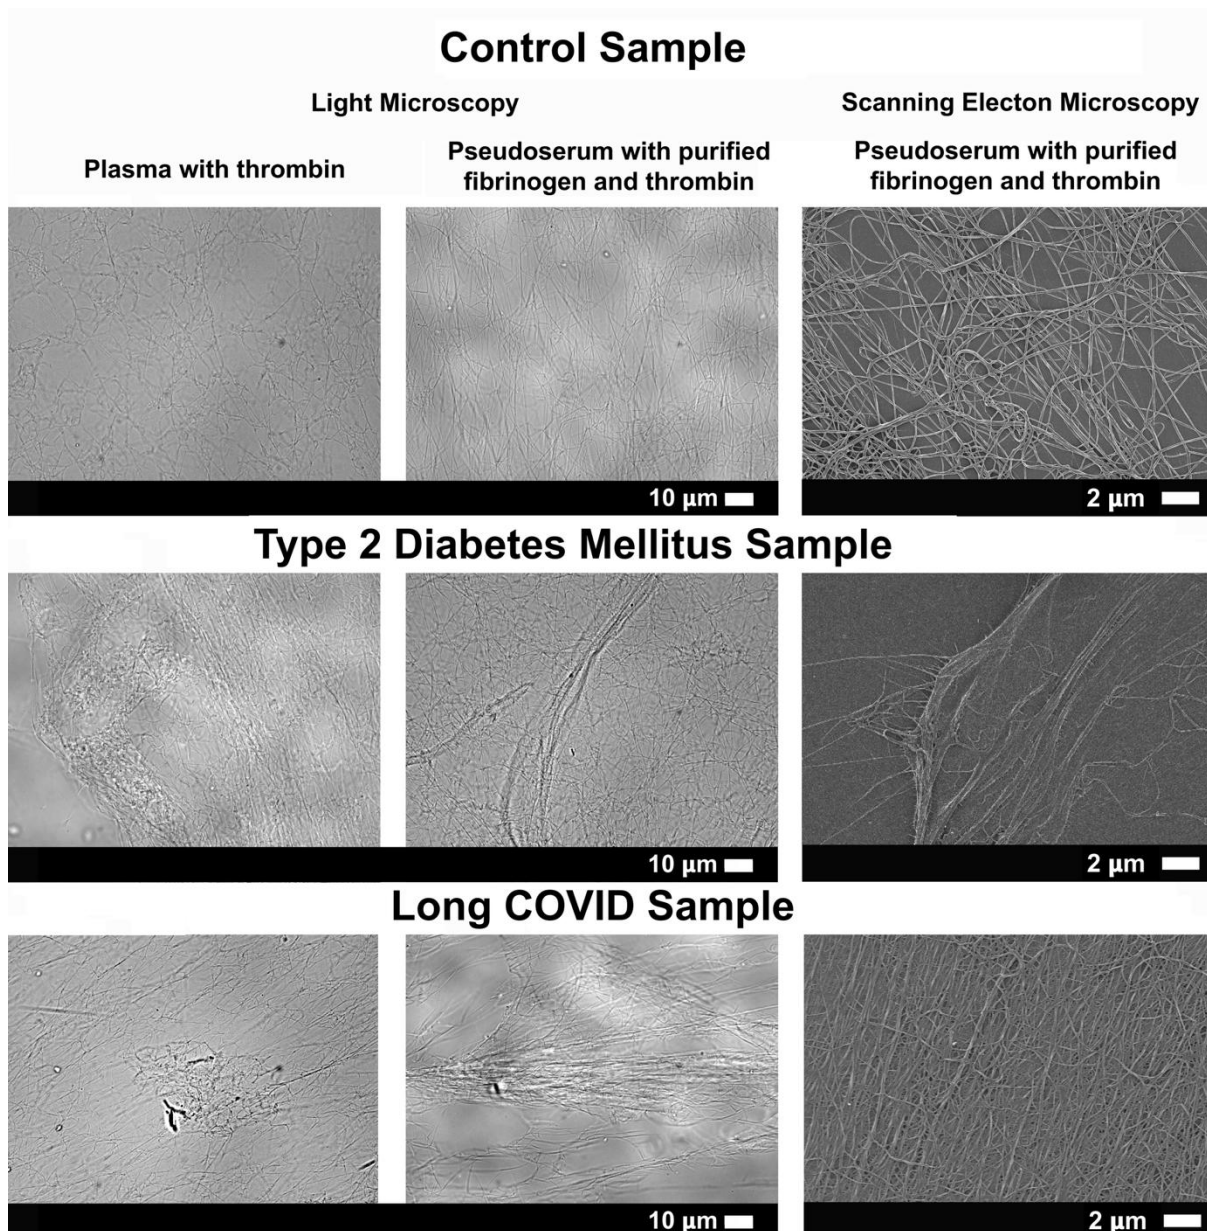 Control Sample
Light Microscopy
Scanning Electon Microscopy
Plasma with thrombin
Pseudoserum with purified
fibrinogen and thrombin
Pseudoserum with purified
fibrinogen and thrombin
10 µm
2 µm
Type 2 Diabetes Mellitus Sample
10 µm
2 µm
Long COVID Sample
10 µm
2 µm